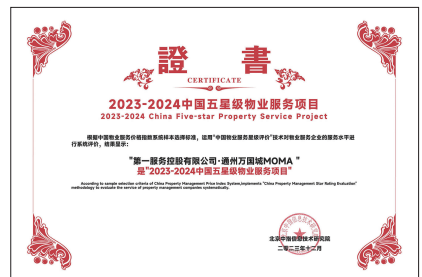 證 書
CERTIFICATE
2023-2024中国五星级物业服务项目
2023-2024 China Five-star Property Service Project
根据中国物业服务价格指数系统样本选择标准，运用"中国物业服务星级评价"技术对物业服务企业的服务水平进
行系统评价，结果显示：
"第一服务控股有限公司·通州万国城MOMA "
是"2023-2024中国五星级物业服务项目"
According to sample selection criteria of China Property Management Price Index System,implements "China Property Management Star Rating Evaluation"
methodology to evaluate the service of property management companies systematically.
北京中指信息技术研究院
二零二三年十二月